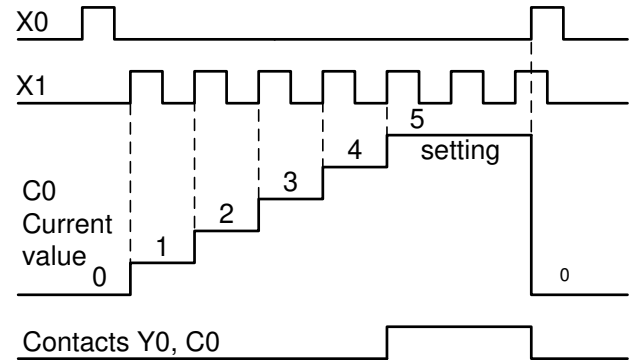 X0
X1
5
setting
4
3
2
1
C0
Current
value
0
0
Contacts Y0, C0